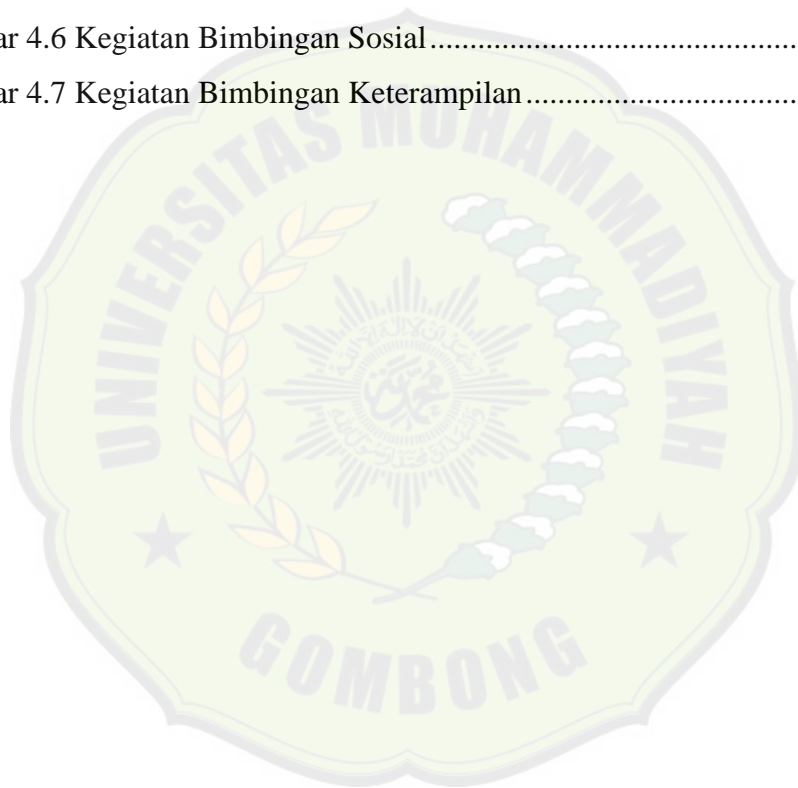 ar 4.6 Kegiatan Bimbingan Sosial..............................................
ar 4.7 Kegiatan Bimbingan Keterampilan..................................
UNIVERSITAS MUHAMMADIYAH
GOMBONG